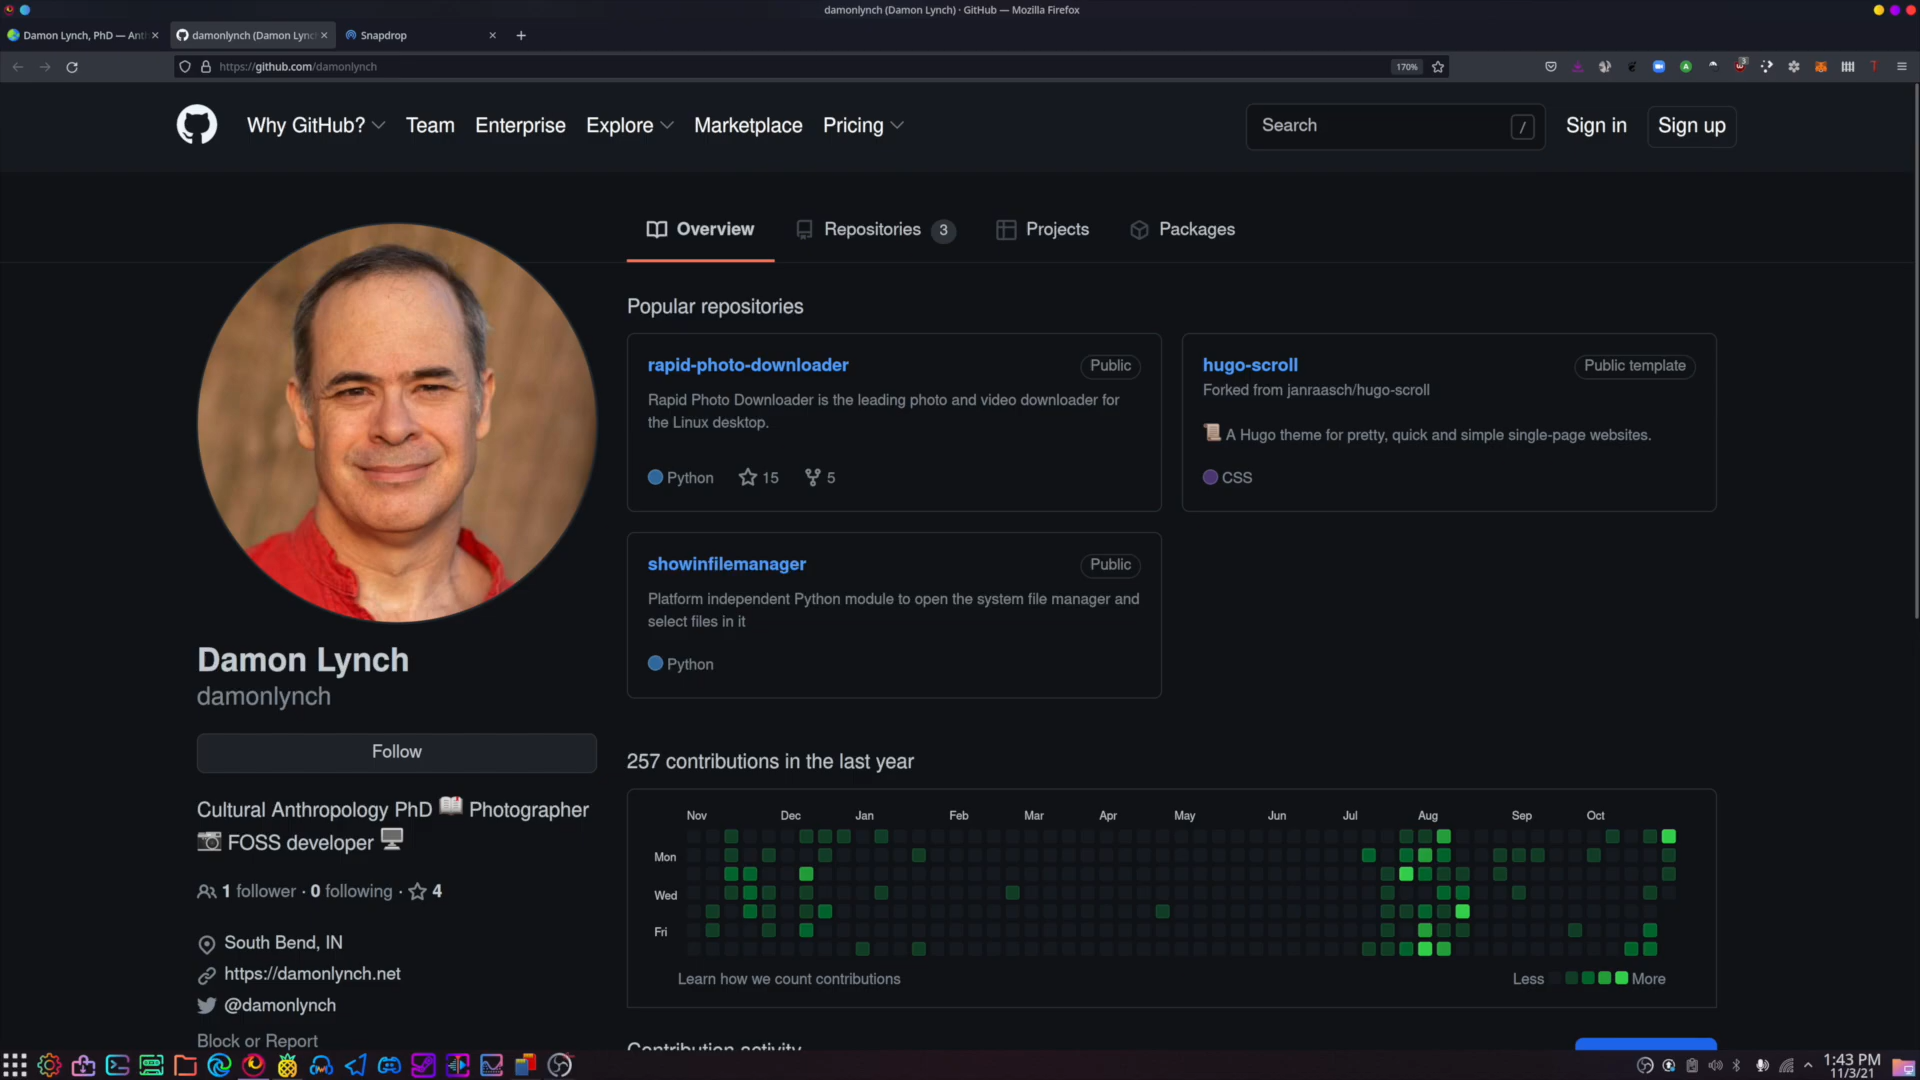 damonlynch (Damon Lynch) · GitHub — Mozilla Firefox
Damon Lynch, PhD — Ant
damonlynch (Damon Lync
Snapdrop
https://github.com/damonlynch
170%
3
Why GitHub?
Team
Enterprise
Explore
Marketplace
Pricing
Search
/
Sign in
Sign up
Overview
Repositories 3
Projects
Packages
Popular repositories
rapid-photo-downloader
Public
Rapid Photo Downloader is the leading photo and video downloader for
the Linux desktop.
Python
15
5
hugo-scroll
Public template
Forked from janraasch/hugo-scroll
📜 A Hugo theme for pretty, quick and simple single-page websites.
CSS
showinfilemanager
Public
Platform independent Python module to open the system file manager and
select files in it
Python
Damon Lynch
damonlynch
Follow
Cultural Anthropology PhD 📖 Photographer
📷 FOSS developer 🖥️
1 follower · 0 following · 4
South Bend, IN
https://damonlynch.net
@damonlynch
Block or Report
257 contributions in the last year
Nov Dec Jan Feb Mar Apr May Jun Jul Aug Sep Oct
Mon
Wed
Fri
Learn how we count contributions
Less
More
Contribution activity
1:43 PM
11/3/21